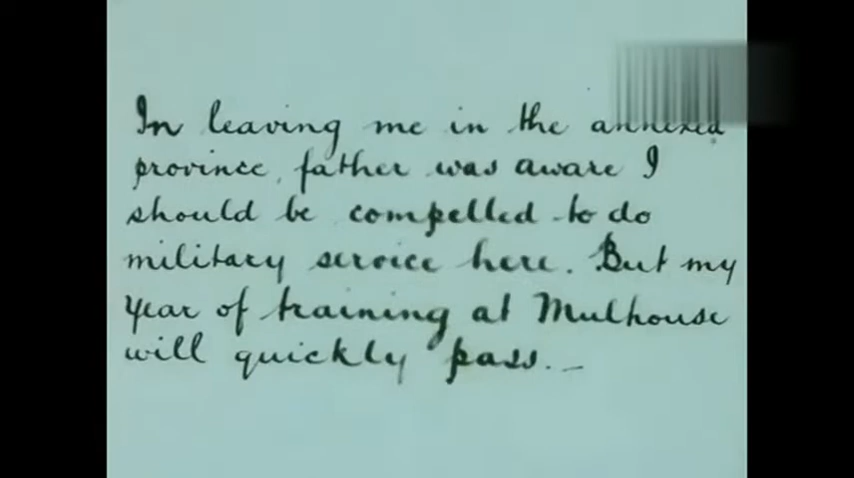 In leaving me in the annexed
province, father was aware I
should be compelled to do
military service here. But my
year of training at Mulhouse
will quickly pass. _